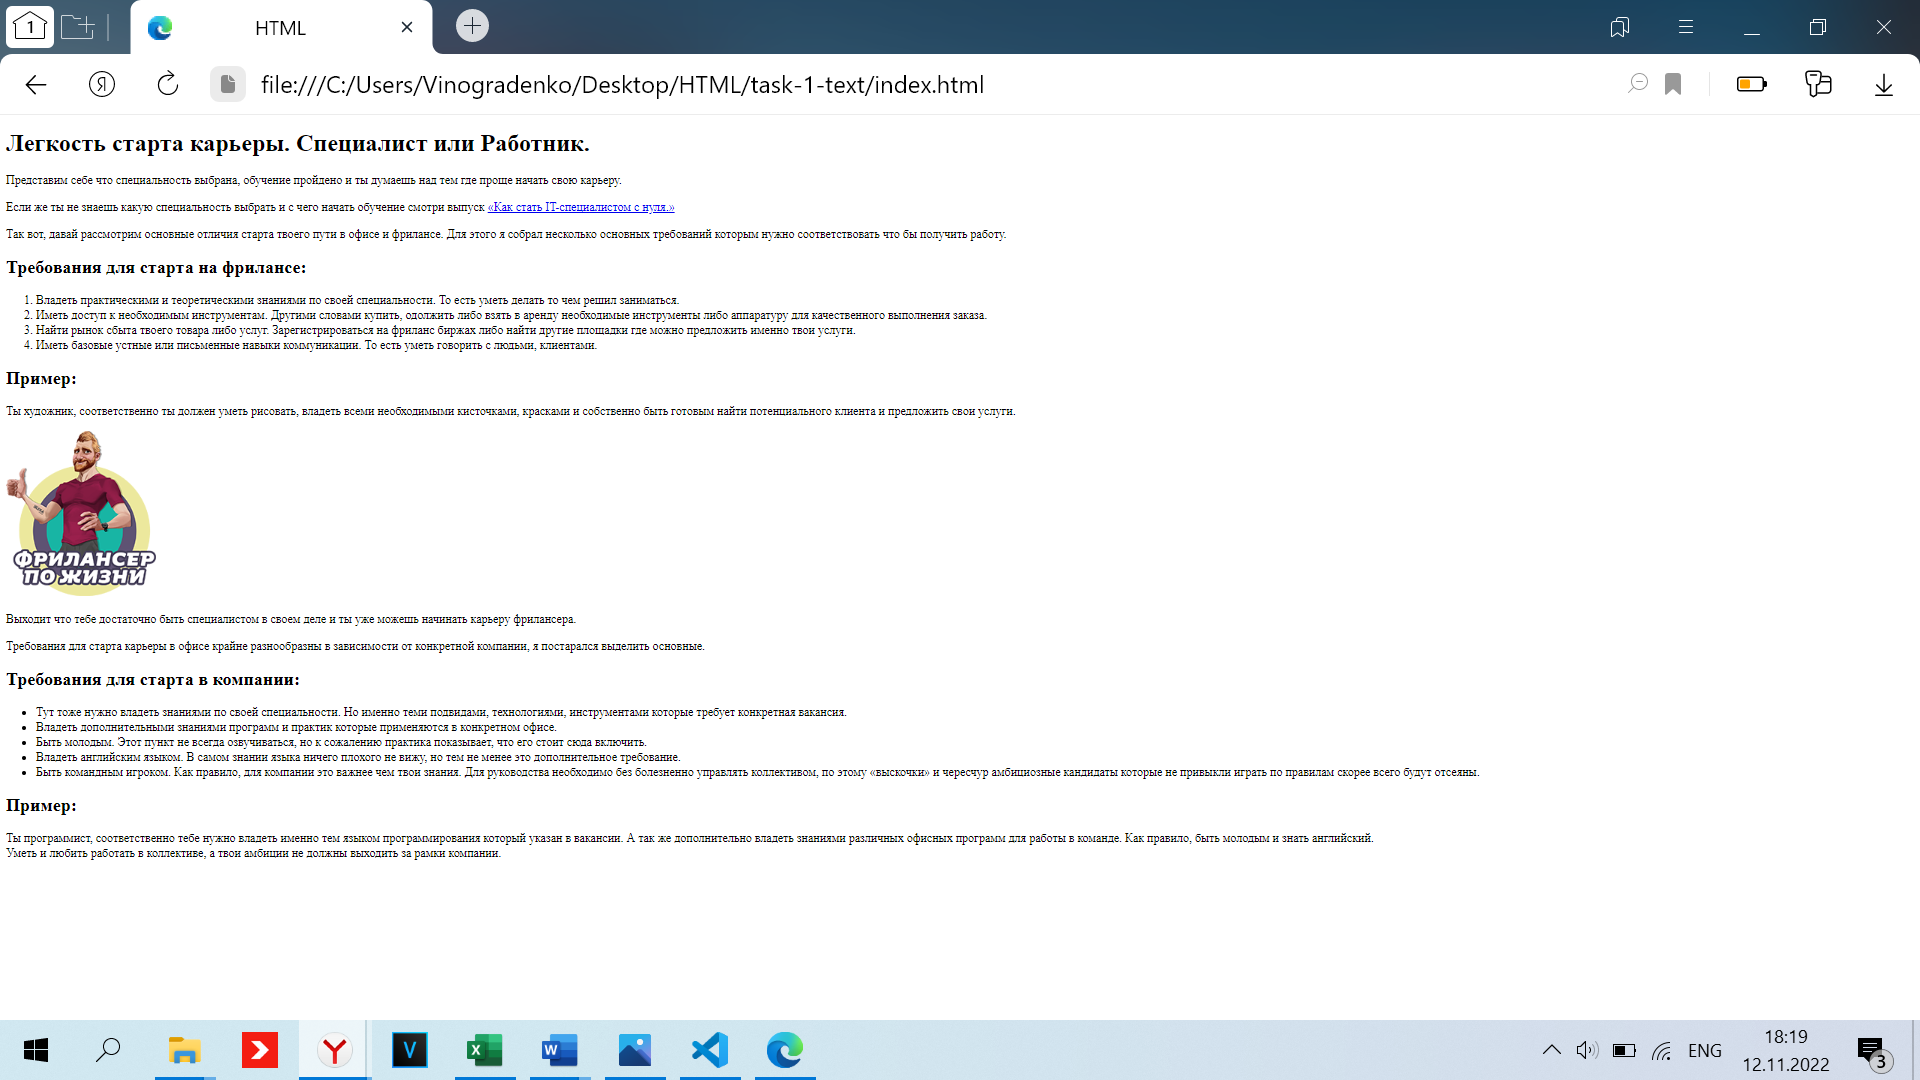 1
HTML
Я
file:///C:/Users/Vinogradenko/Desktop/HTML/task-1-text/index.html
Легкость старта карьеры. Специалист или Работник.
Представим себе что специальность выбрана, обучение пройдено и ты думаешь над тем где проще начать свою карьеру.
Если же ты не знаешь какую специальность выбрать и с чего начать обучение смотри выпуск «Как стать IT-специалистом с нуля.»
Так вот, давай рассмотрим основные отличия старта твоего пути в офисе и фрилансе. Для этого я собрал несколько основных требований которым нужно соответствовать что бы получить работу.
Требования для старта на фрилансе:
1. Владеть практическими и теоретическими знаниями по своей специальности. То есть уметь делать то чем решил заниматься.
2. Иметь доступ к необходимым инструментам. Другими словами купить, одолжить либо взять в аренду необходимые инструменты либо аппаратуру для качественного выполнения заказа.
3. Найти рынок сбыта твоего товара либо услуг. Зарегистрироваться на фриланс биржах либо найти другие площадки где можно предложить именно твои услуги.
4. Иметь базовые устные или письменные навыки коммуникации. То есть уметь говорить с людьми, клиентами.
Пример:
Ты художник, соответственно ты должен уметь рисовать, владеть всеми необходимыми кисточками, красками и собственно быть готовым найти потенциального клиента и предложить свои услуги.
ФРИЛАНСЕР
ПО ЖИЗНИ
Выходит что тебе достаточно быть специалистом в своем деле и ты уже можешь начинать карьеру фрилансера.
Требования для старта карьеры в офисе крайне разнообразны в зависимости от конкретной компании, я постарался выделить основные.
Требования для старта в компании:
• Тут тоже нужно владеть знаниями по своей специальности. Но именно теми подвидами, технологиями, инструментами которые требует конкретная вакансия.
• Владеть дополнительными знаниями программ и практик которые применяются в конкретном офисе.
• Быть молодым. Этот пункт не всегда озвучиваться, но к сожалению практика показывает, что его стоит сюда включить.
• Владеть английским языком. В самом знании языка ничего плохого не вижу, но тем не менее это дополнительное требование.
• Быть командным игроком. Как правило, для компании это важнее чем твои знания. Для руководства необходимо без болезненно управлять коллективом, по этому «выскочки» и чересчур амбициозные кандидаты которые не привыкли играть по правилам скорее всего будут отсеяны.
Пример:
Ты программист, соответственно тебе нужно владеть именно тем языком программирования который указан в вакансии. А так же дополнительно владеть знаниями различных офисных программ для работы в команде. Как правило, быть молодым и знать английский.
Уметь и любить работать в коллективе, а твои амбиции не должны выходить за рамки компании.
Y
V
X
W
ENG
18:19
12.11.2022
3